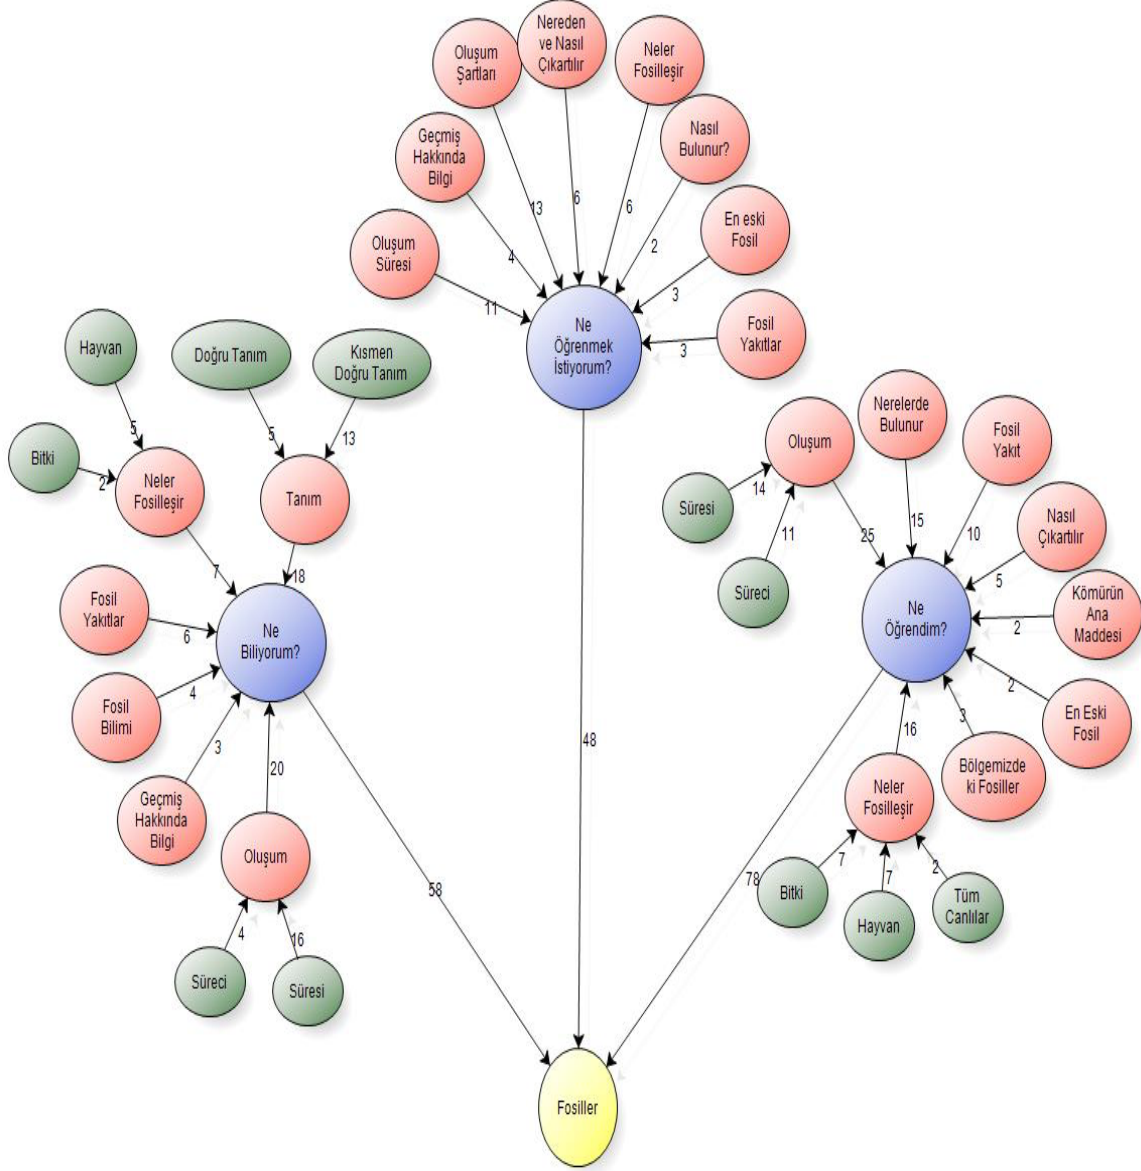 Nereden
ve Nasıl
Çıkartılır
Oluşum
Şartları
Neler
Fosilleşir
Geçmiş
Hakkında
Bilgi
Nasıl
Bulunur?
Oluşum
Süresi
En eski
Fosil
Fosil
Yakıtlar
13
6
6
2
4
3
11
3
Ne
Öğrenmek
İstiyorum?
48
Hayvan
Doğru Tanım
Kısmen
Doğru Tanım
Bitki
5
2
5
13
Neler
Fosilleşir
Tanım
7
18
Fosil
Yakıtlar
6
Ne
Biliyorum?
Fosil
Bilimi
4
3
20
Geçmiş
Hakkında
Bilgi
Oluşum
4
16
Süreci
Süresi
58
Oluşum
Nerelerde
Bulunur
Fosil
Yakıt
Süresi
14
11
Süreci
25
15
10
Nasıl
Çıkartılır
5
Ne
Öğrendim?
2
Kömürün
Ana
Maddesi
2
En Eski
Fosil
16
3
Bölgemizde
ki Fosiller
Neler
Fosilleşir
7
7
2
Bitki
Hayvan
Tüm
Canlılar
78
Fosiller